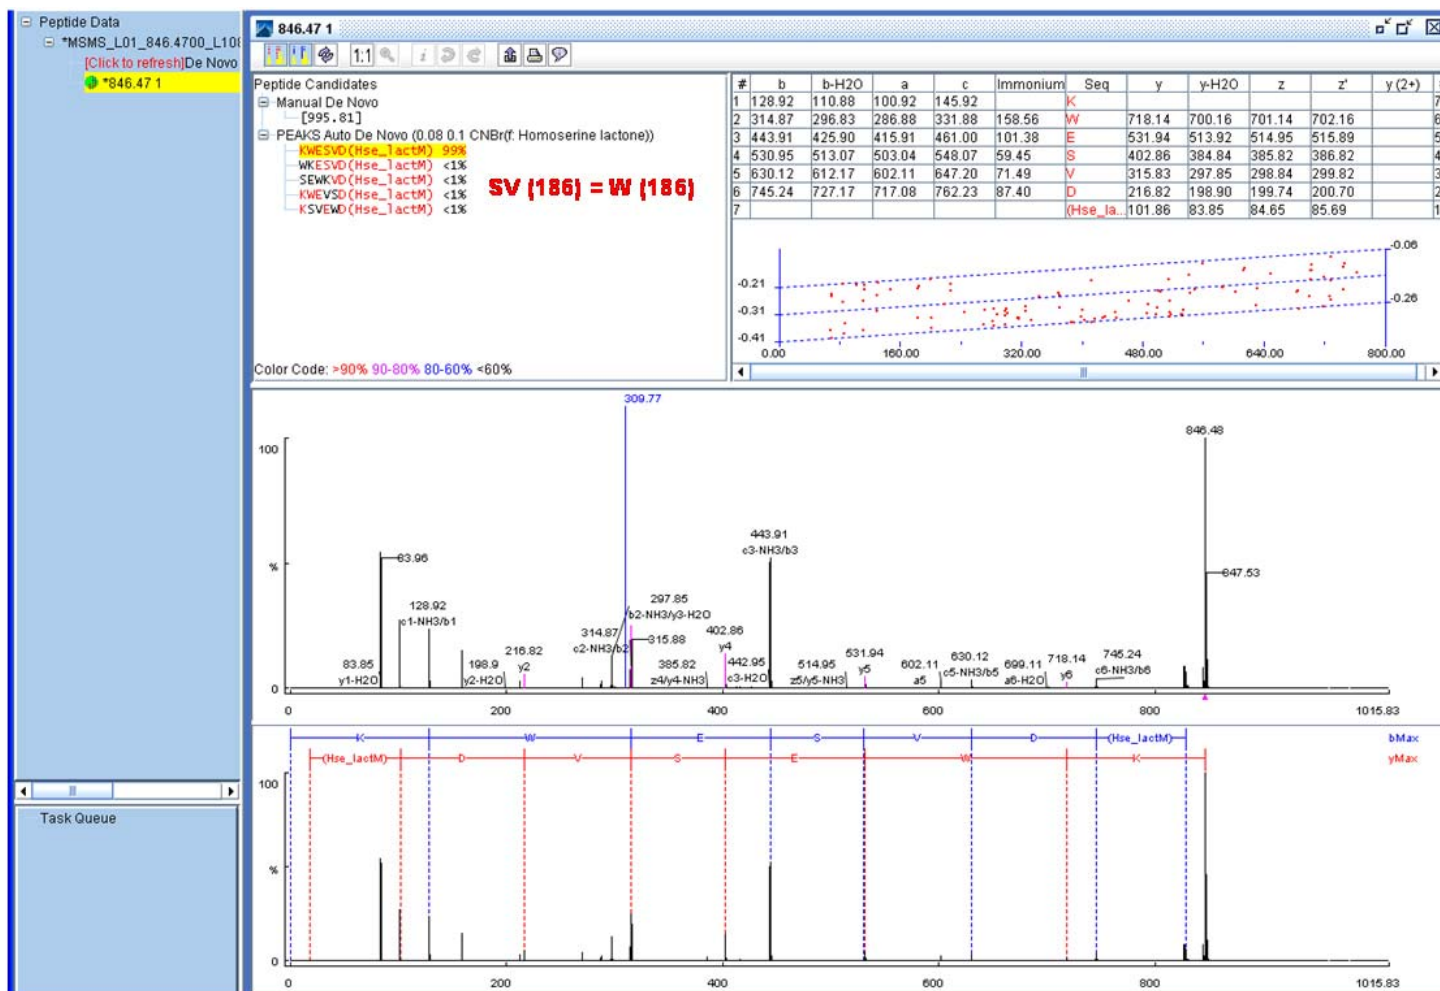 Peptide Data
*MSMS_L01_846.4700_L108
[Click to refresh]De Novo
*846.47 1
846.47 1
1:1
Peptide Candidates
Manual De Novo
[995.81]
PEAKS Auto De Novo (0.08 0.1 CNBr(f: Homoserine lactone))
KWESVD(Hse_lactM) 99%
WKESVD(Hse_lactM) <1%
SEWKVD(Hse_lactM) <1%
KWEVSD(Hse_lactM) <1%
KSVEWD(Hse_lactM) <1%
SV (186) = W (186)
Color Code: >90% 90-80% 80-60% <60%
# b b-H2O a c Immonium Seq y y-H2O z z' y (2+)
1 128.92 110.88 100.92 145.92 K 7
2 314.87 296.83 286.88 331.88 158.56 W 718.14 700.16 701.14 702.16 6
3 443.91 425.90 415.91 461.00 101.38 E 531.94 513.92 514.95 515.89 5
4 530.95 513.07 503.04 548.07 59.45 S 402.86 384.84 385.82 386.82 4
5 630.12 612.17 602.11 647.20 71.49 V 315.83 297.85 298.84 299.82 3
6 745.24 727.17 717.08 762.23 87.40 D 216.82 198.90 199.74 200.70 2
7 (Hse_la... 101.86 83.85 84.65 85.69 1
-0.06
-0.21
-0.26
-0.31
-0.41
0.00 160.00 320.00 480.00 640.00 800.00
309.77
846.48
100
443.91
c3-NH3/b3
83.96
847.53
%
297.85
128.92
b2-NH3/y3-H2O
c1-NH3/b1
314.87
315.88
402.86
c2-NH3/b2
y4
83.85 198.9 216.82 385.82 442.95 514.95 531.94 602.11 630.12 699.11 718.14 745.24
y1-H2O y2-H2O y2 z4/y4-NH3 c3-H2O z5/y5-NH3 y5 a5 c5-NH3/b5 a6-H2O y6 c6-NH3/b6
0
0 200 400 600 800 1015.83
K W E S V D (Hse_lactM) bMax
(Hse_lactM) D V S E W K yMax
100
%
0
0 200 400 600 800 1015.83
Task Queue